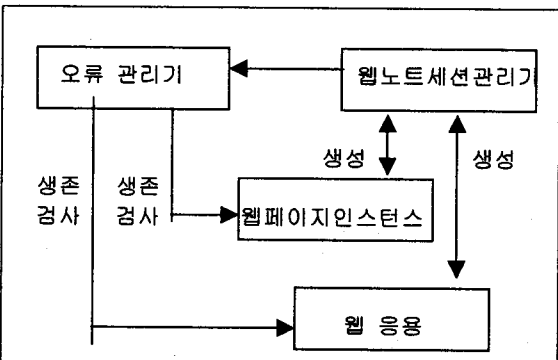 오류 관리기
웹노트세션관리기
생성
생성
생존
검사
생존
검사
웹페이지인스턴스
웹 응용